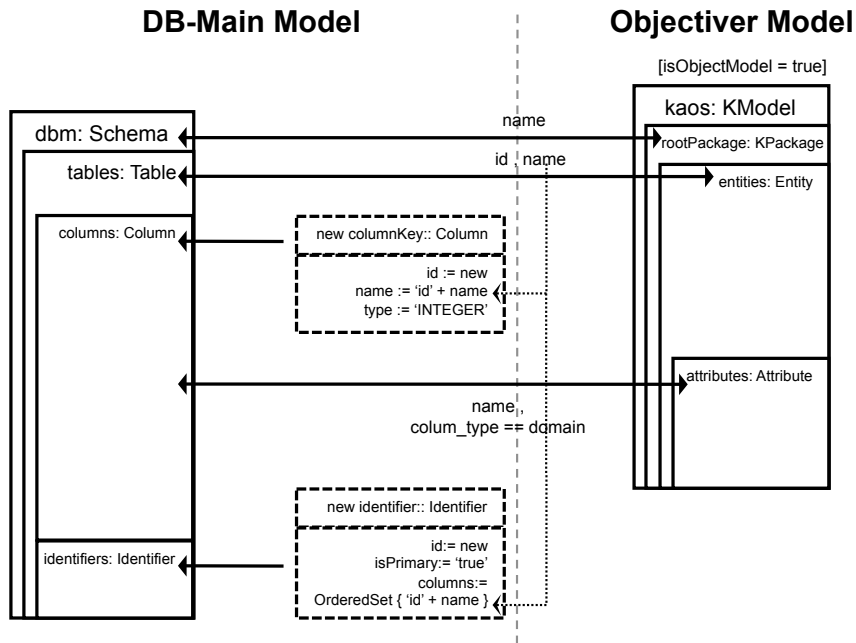 DB-Main Model
Objectiver Model
[isObjectModel = true]
kaos: KModel
dbm: Schema
name
rootPackage: KPackage
tables: Table
id , name
entities: Entity
columns: Column
new columnKey:: Column
id := new
name := ‘id’ + name
type := ‘INTEGER’
attributes: Attribute
name ,
colum_type == domain
new identifier:: Identifier
identifiers: Identifier
id:= new
isPrimary:= ‘true’
columns:=
OrderedSet { ‘id’ + name }